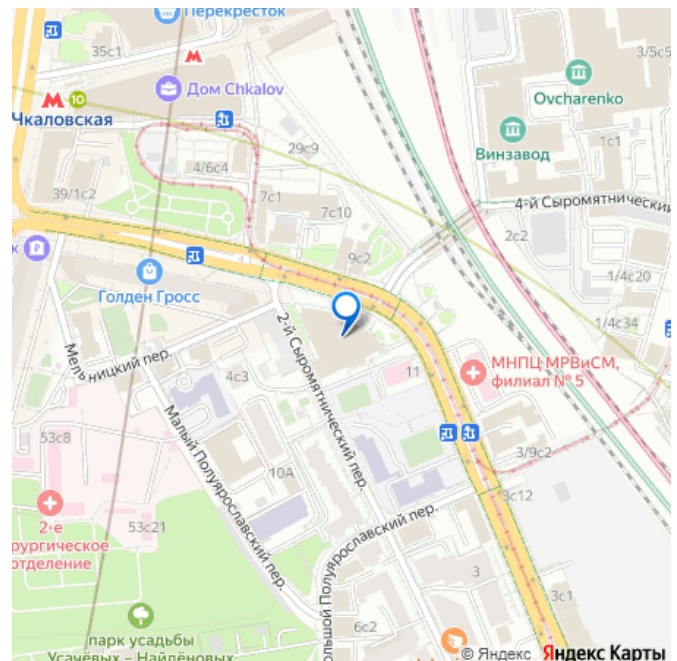 Перекресток
35с1
3/5с5
Дом Chkalov
Ovcharenko
10
Чкаловская
Винзавод
1с1
29с9
4/6с4
39/1с2
7с1
7с10
4-й Сыромятнический
2с2
9с2
1/4с20
Голден Гросс
1/4с34
2-й Сыромятнический пер.
Мельницкий пер.
МНПЦ МРВиСМ,
филиал № 5
11
4с3
Малый Полуярославский пер.
53с8
10А
3/9с2
3с12
53с21
2-е
рургическое
отделение
ольшой Полуярославский пер.
3
3с1
6с2
парк усадьбы
Усачёвых – Найдёновых
© Яндекс Яндекс Карты